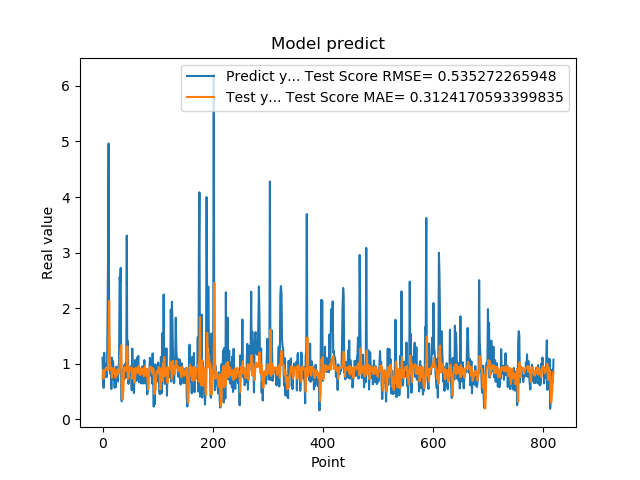 Model predict
Predict y... Test Score RMSE= 0.535272265948
Test y... Test Score MAE= 0.3124170593399835
Real value
6
5
4
3
2
1
0
0 200 400 600 800
Point